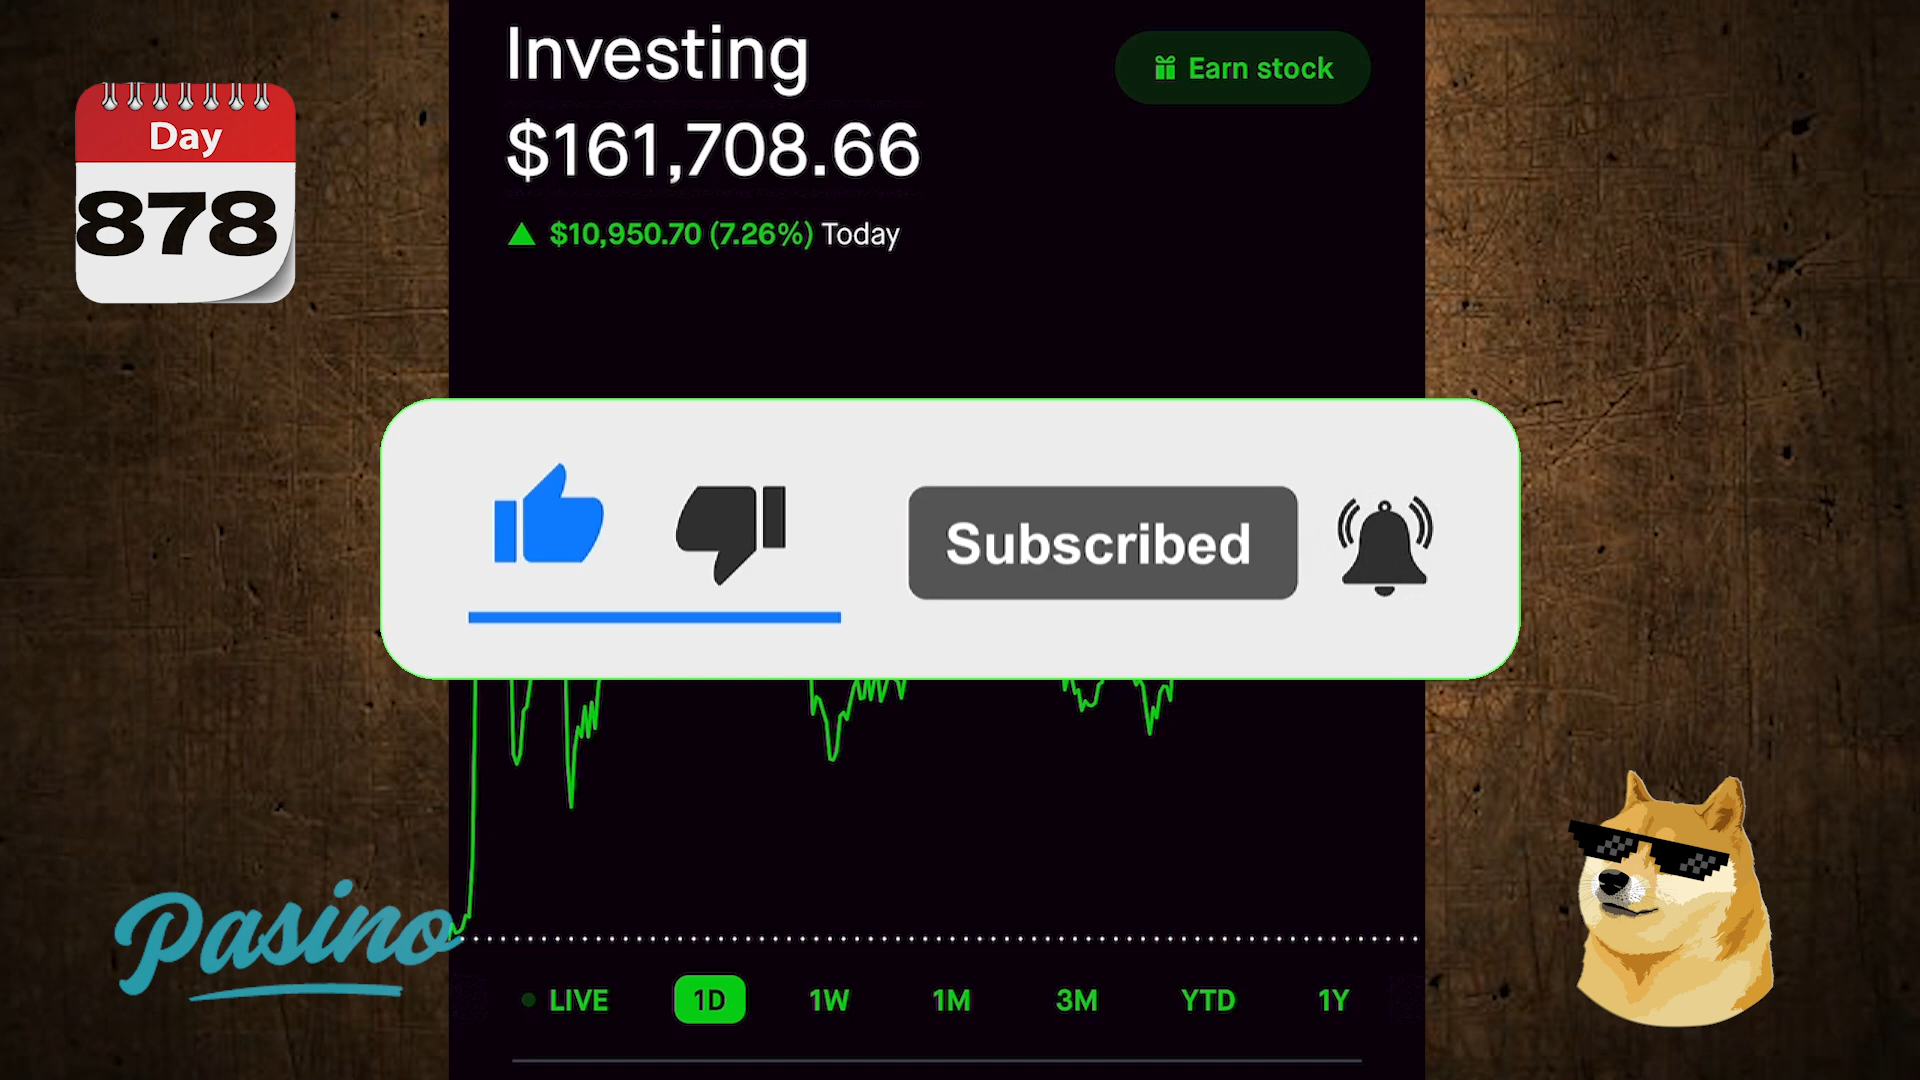 Investing
Earn stock
$161,708.66
$10,950.70 (7.26%) Today
Day
878
Subscribed
Pasino
LIVE 1D 1W 1M 3M YTD 1Y